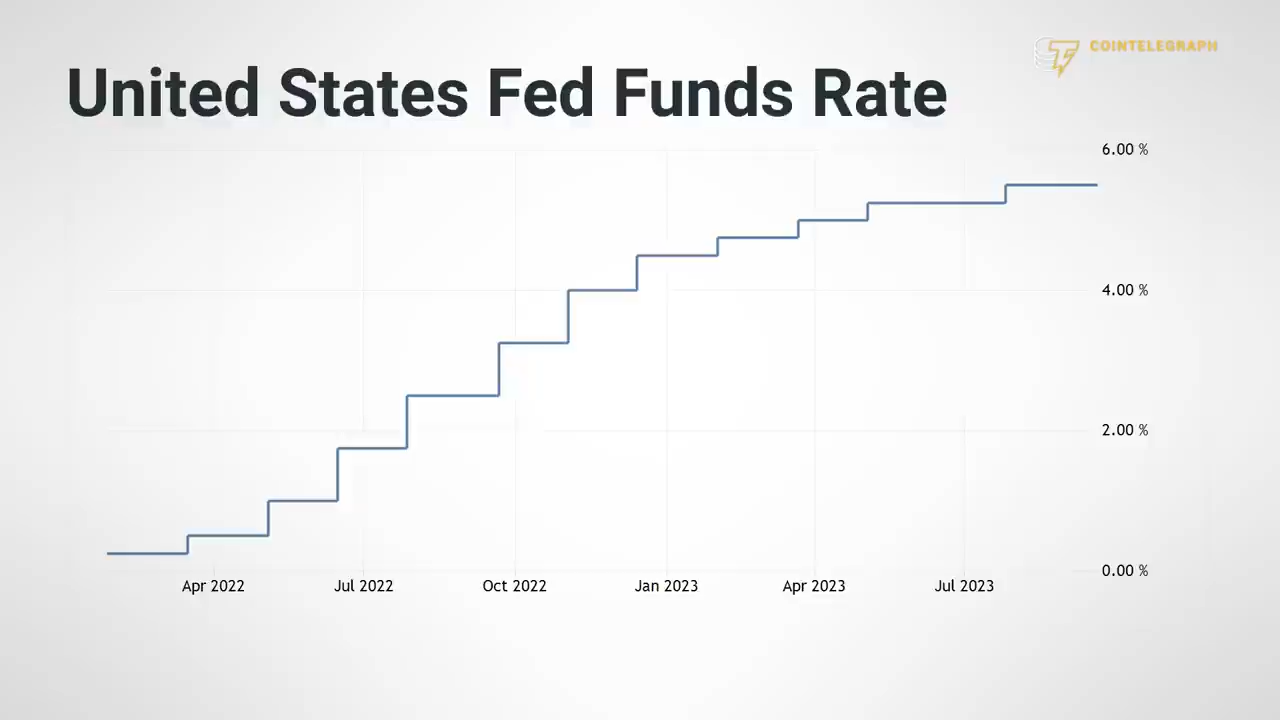 COINTELEGRAPH
United States Fed Funds Rate
6.00 %
4.00 %
2.00 %
0.00 %
Apr 2022 Jul 2022 Oct 2022 Jan 2023 Apr 2023 Jul 2023